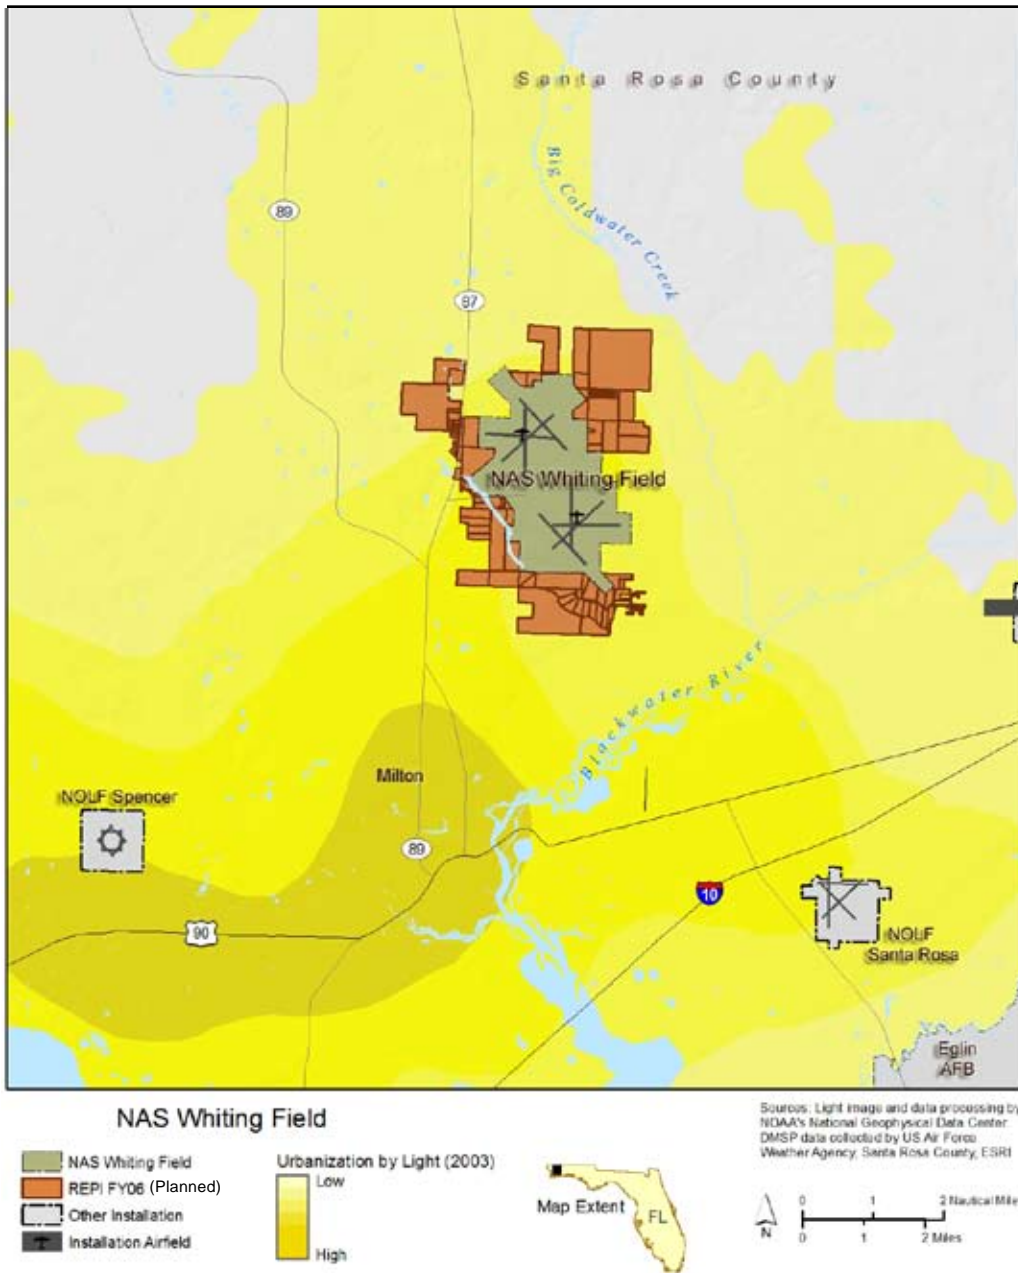 Santa Rosa County
Big Coldwater Creek
89
87
NAS Whiting Field
Blackwater River
Milton
NOLF Spencer
89
10
90
NOLF
Santa Rosa
Eglin
AFB
NAS Whiting Field
NAS Whiting Field
REPI FY06 (Planned)
Other Installation
Installation Airfield
Urbanization by Light (2003)
Low
High
Map Extent
FL
Sources: Light image and data processing by
NOAA's National Geophysical Data Center
DMSP data collected by US Air Force
Weather Agency, Santa Rosa County, ESRI
N
0 1 2 Nautical Mile
0 1 2 Miles